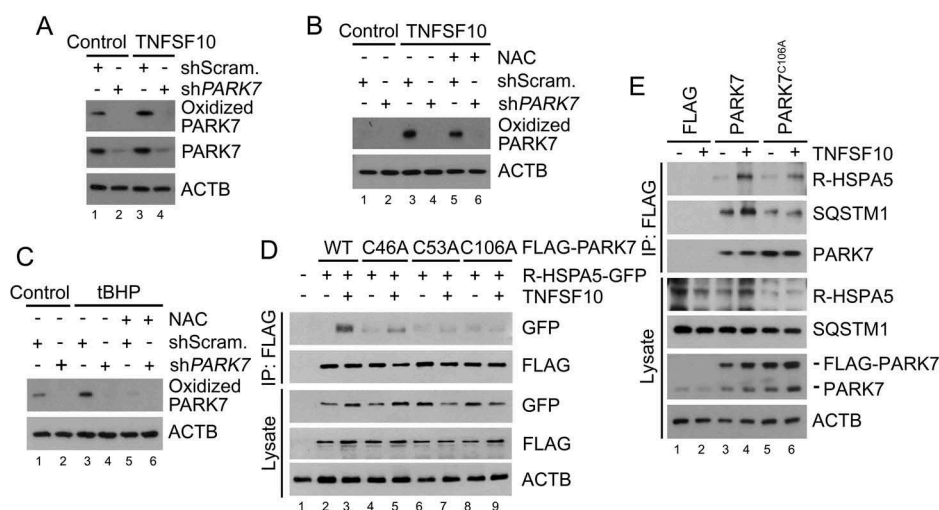 A
Control TNFSF10
+ - + - shScram.
- + - + shPARK7
Oxidized
PARK7
PARK7
ACTB
1 2 3 4
B
Control TNFSF10
- - - - + + NAC
+ - + - + - shScram.
- + - + - + shPARK7
Oxidized
PARK7
ACTB
1 2 3 4 5 6
C
Control tBHP
- - - - + + NAC
+ - + - + - shScram.
- + - + - + shPARK7
Oxidized
PARK7
ACTB
1 2 3 4 5 6
D
WT C46A C53A C106A FLAG-PARK7
- + + + + + + + + R-HSPA5-GFP
- - + - + - + - + TNFSF10
IP: FLAG
GFP
FLAG
Lysate
GFP
FLAG
ACTB
1 2 3 4 5 6 7 8 9
E
FLAG
PARK7
PARK7C106A
- + - + - + TNFSF10
IP: FLAG
R-HSPA5
SQSTM1
PARK7
Lysate
R-HSPA5
SQSTM1
- FLAG-PARK7
- PARK7
ACTB
1 2 3 4 5 6